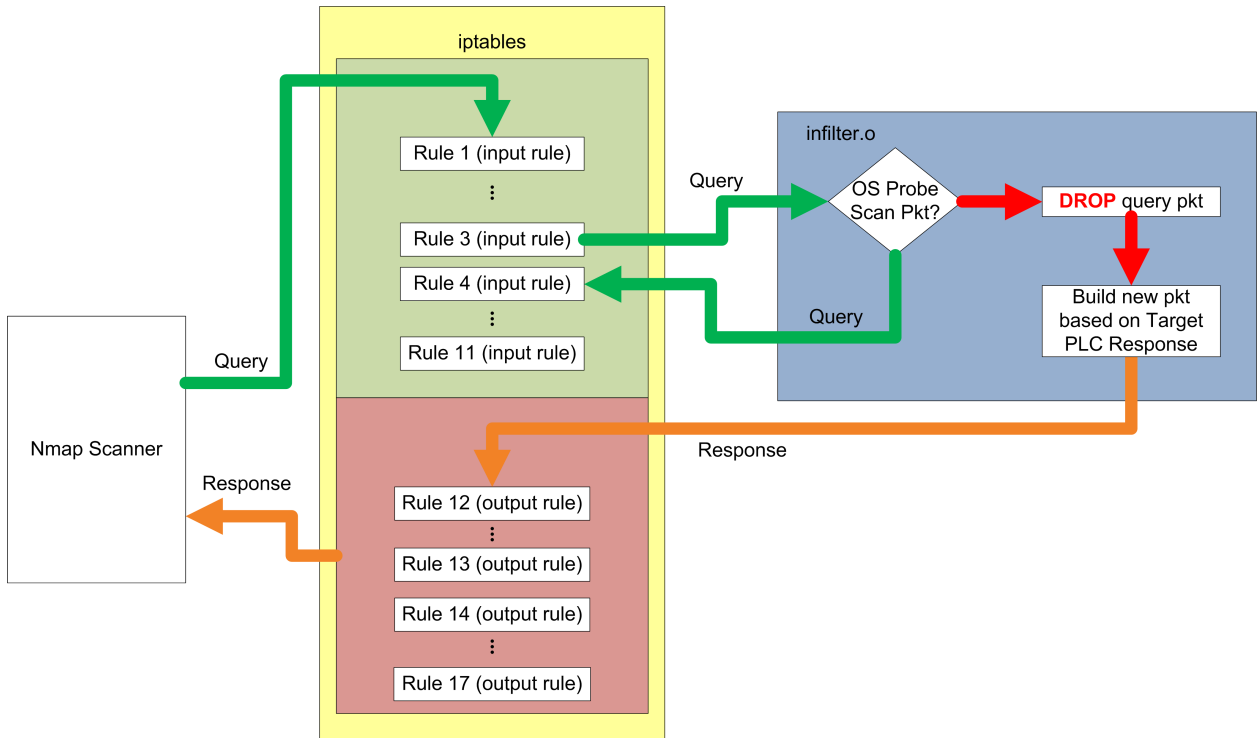 iptables
Rule 1 (input rule)
Rule 3 (input rule)
Rule 4 (input rule)
Rule 11 (input rule)
Query
Nmap Scanner
Response
Rule 12 (output rule)
Rule 13 (output rule)
Rule 14 (output rule)
Rule 17 (output rule)
Query
infilter.o
OS Probe
Scan Pkt?
DROP query pkt
Build new pkt
based on Target
PLC Response
Query
Response